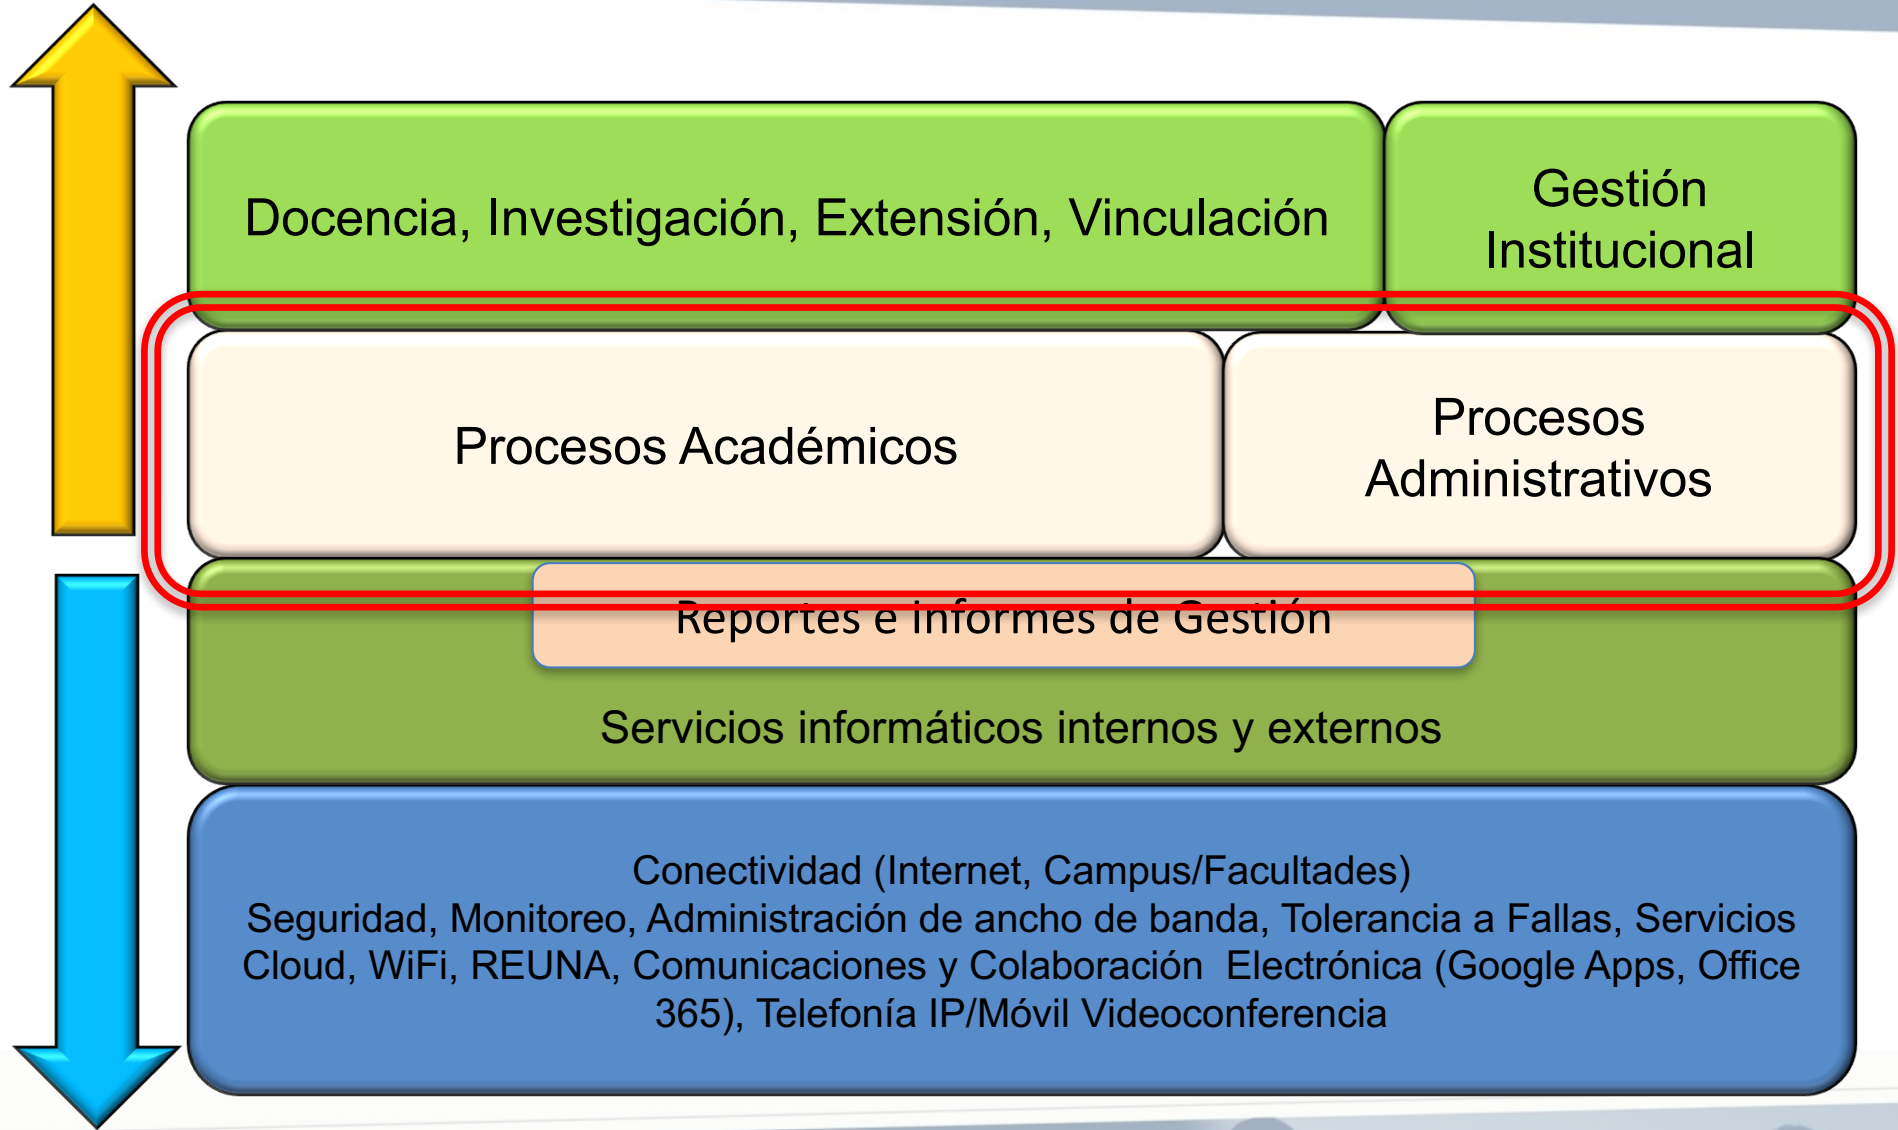 Docencia, Investigación, Extensión, Vinculación
Gestión
Institucional
Procesos Académicos
Procesos
Administrativos
Reportes e Informes de Gestión
Servicios informáticos internos y externos
Conectividad (Internet, Campus/Facultades)
Seguridad, Monitoreo, Administración de ancho de banda, Tolerancia a Fallas, Servicios
Cloud, WiFi, REUNA, Comunicaciones y Colaboración Electrónica (Google Apps, Office
365), Telefonía IP/Móvil Videoconferencia